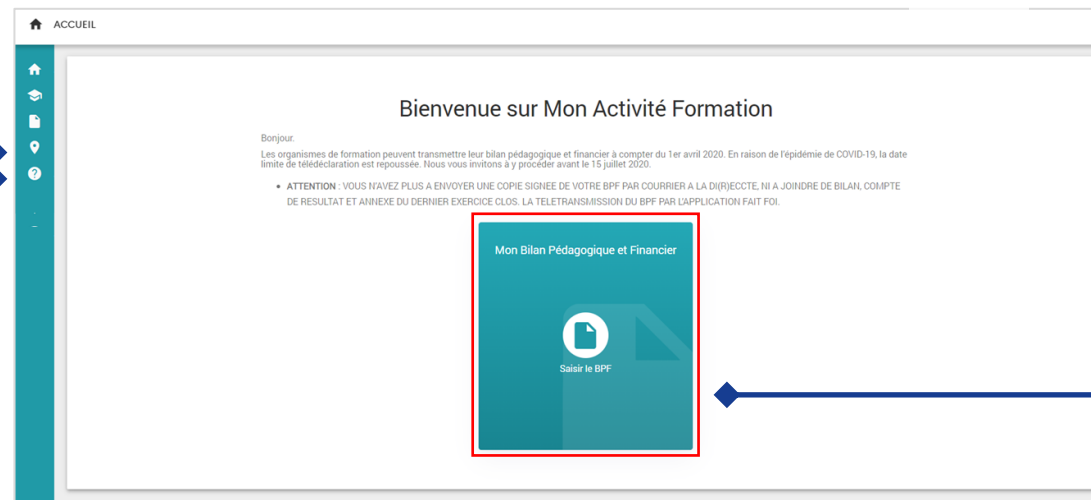 ACCUEIL
Bienvenue sur Mon Activité Formation
Bonjour.
Les organismes de formation peuvent transmettre leur bilan pédagogique et financier à compter du 1er avril 2020. En raison de l'épidémie de COVID-19, la date
limite de télédéclaration est repoussée. Nous vous invitons à y procéder avant le 15 juillet 2020.
• ATTENTION : VOUS N'AVEZ PLUS A ENVOYER UNE COPIE SIGNEE DE VOTRE BPF PAR COURRIER A LA DI(R)ECCTE, NI A JOINDRE DE BILAN, COMPTE
DE RESULTAT ET ANNEXE DU DERNIER EXERCICE CLOS. LA TELETRANSMISSION DU BPF PAR L'APPLICATION FAIT FOI.
Mon Bilan Pédagogique et Financier
Saisir le BPF